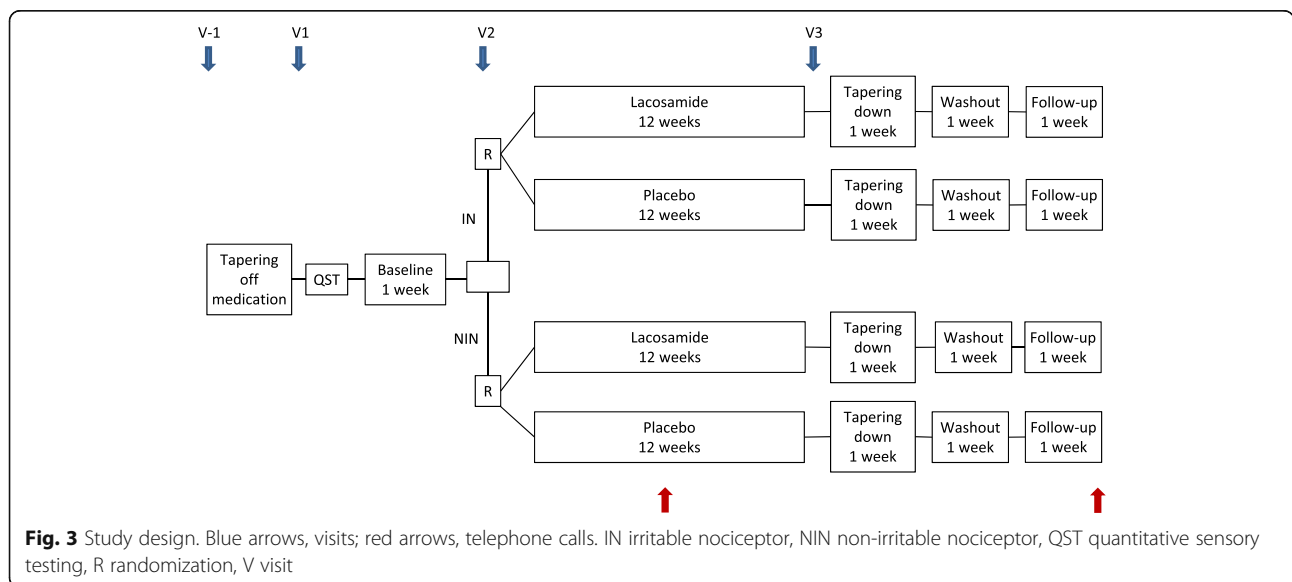 V-1
V1
V2
V3
Lacosamide
12 weeks
Tapering
down
1 week
Washout
1 week
Follow-up
1 week
R
Placebo
12 weeks
Tapering
down
1 week
Washout
1 week
Follow-up
1 week
IN
Tapering
off
medication
QST
Baseline
1 week
NIN
Lacosamide
12 weeks
Tapering
down
1 week
Washout
1 week
Follow-up
1 week
R
Placebo
12 weeks
Tapering
down
1 week
Washout
1 week
Follow-up
1 week
Fig. 3 Study design. Blue arrows, visits; red arrows, telephone calls. IN irritable nociceptor, NIN non-irritable nociceptor, QST quantitative sensory
testing, R randomization, V visit